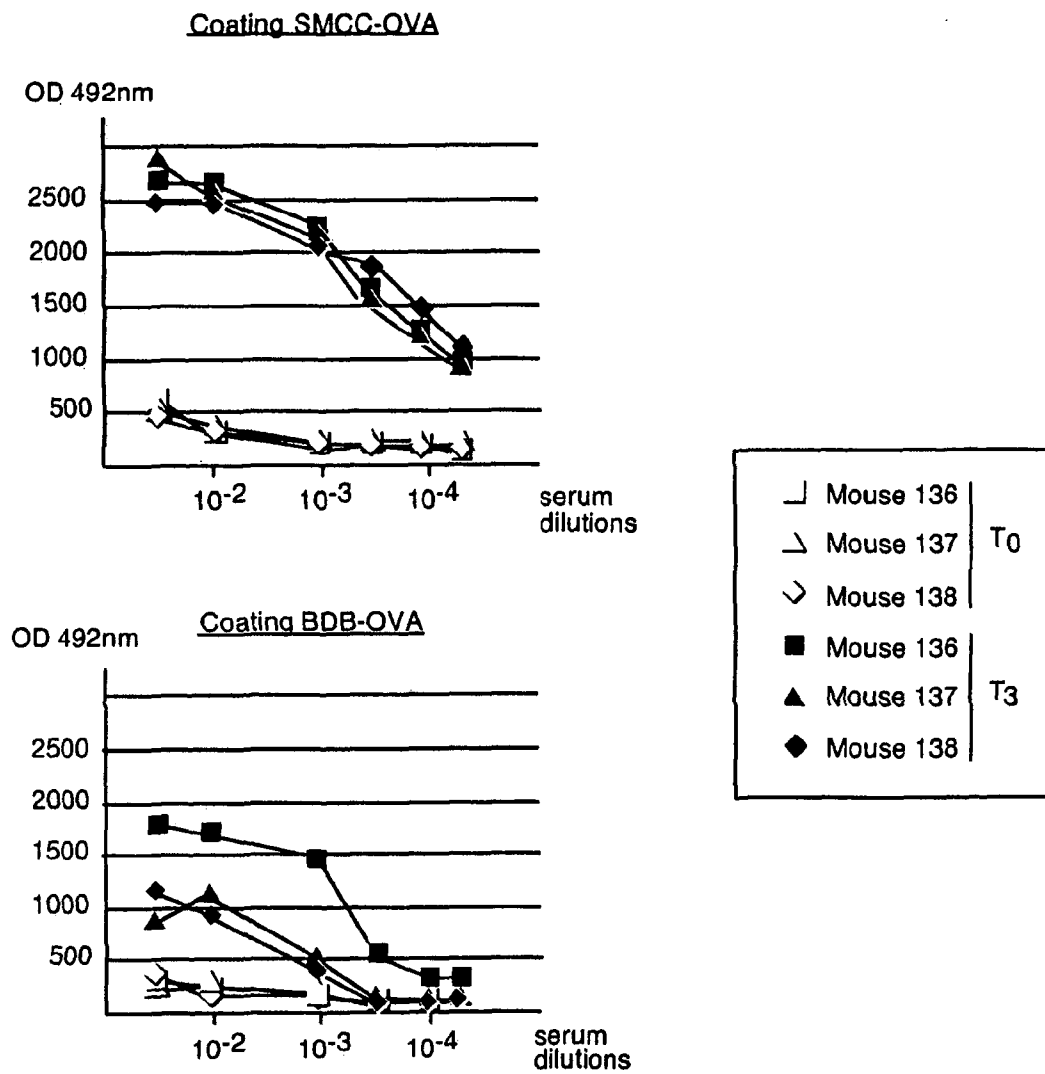 Coating SMCC-OVA
OD 492nm
2500
2000
1500
1000
500
10-2
10-3
10-4
serum
dilutions
Mouse 136
Mouse 137
T0
Mouse 138
Mouse 136
Mouse 137
T3
Mouse 138
Coating BDB-OVA
OD 492nm
2500
2000
1500
1000
500
10-2
10-3
10-4
serum
dilutions